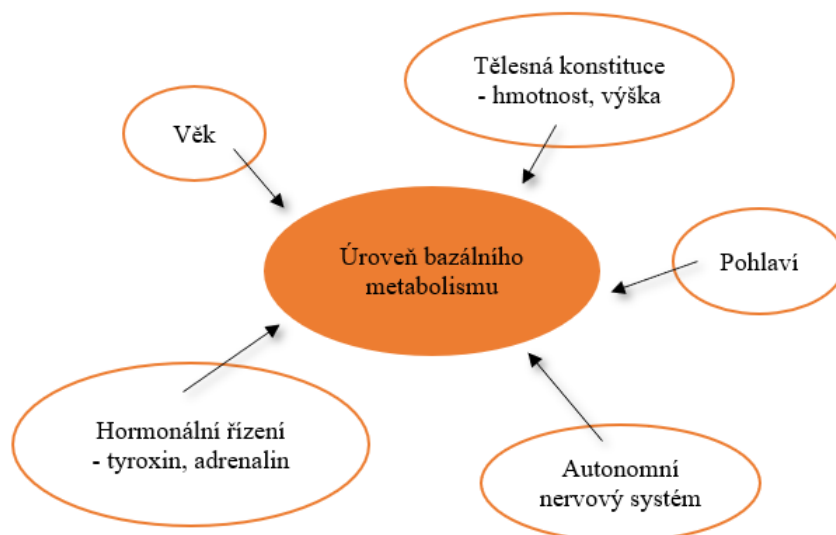 Tělesná konstituce
- hmotnost, výška
Věk
Úroveň bazálního
metabolismu
Pohlaví
Hormonální řízení
- tyroxin, adrenalin
Autonomní
nervový systém